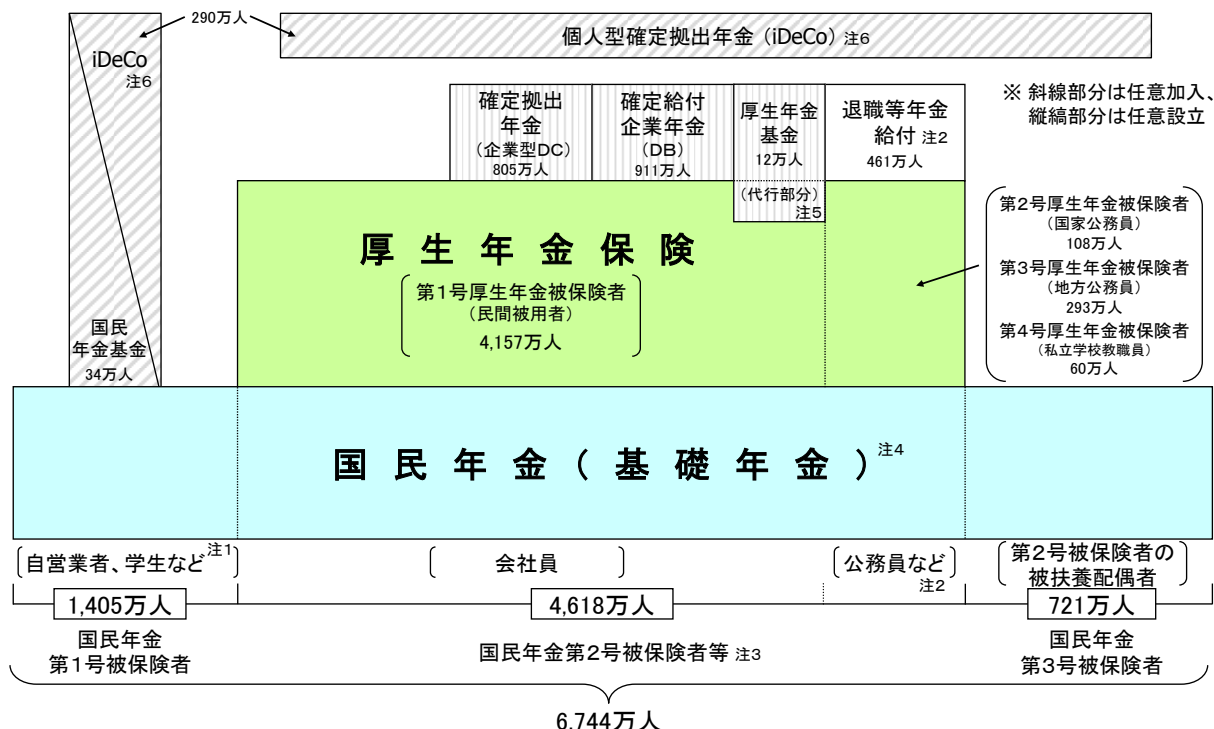 290万人
iDeCo
注6
個人型確定拠出年金（iDeCo）注6
※ 斜線部分は任意加入、
縦縞部分は任意設立
確定拠出
年金
（企業型DC）
805万人
確定給付
企業年金
（DB）
911万人
厚生年金
基金
12万人
（代行部分）
注5
退職等年金
給付 注2
461万人
厚生年金保険
第1号厚生年金被保険者
（民間被用者）
4,157万人
第2号厚生年金被保険者
（国家公務員）
108万人
第3号厚生年金被保険者
（地方公務員）
293万人
第4号厚生年金被保険者
（私立学校教職員）
60万人
国民
年金基金
34万人
国民年金（基礎年金）注4
自営業者、学生など注1
会社員
公務員など
注2
第2号被保険者の
被扶養配偶者
1,405万人
4,618万人
721万人
国民年金
第1号被保険者
国民年金第2号被保険者等 注3
国民年金
第3号被保険者
6,744万人